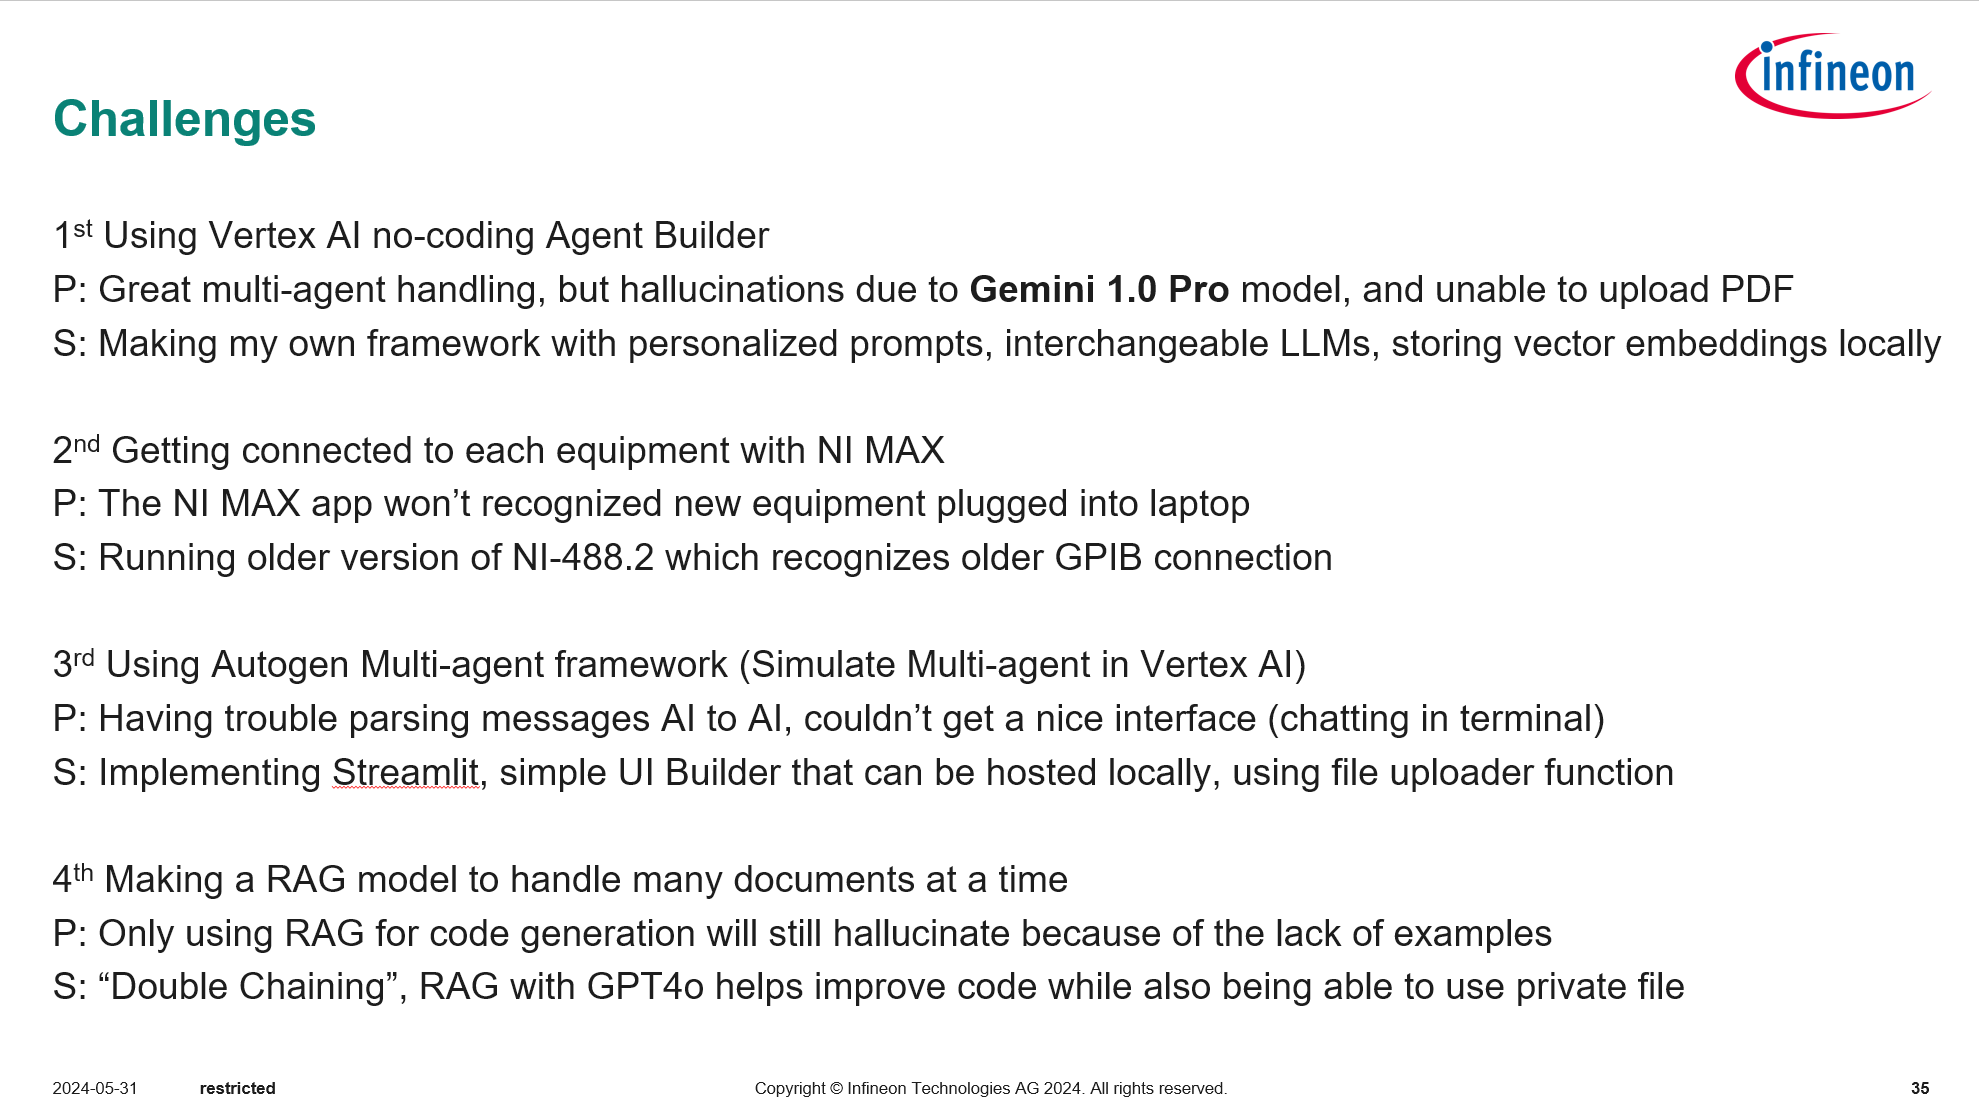 infineon
Challenges
1st Using Vertex AI no-coding Agent Builder
P: Great multi-agent handling, but hallucinations due to Gemini 1.0 Pro model, and unable to upload PDF
S: Making my own framework with personalized prompts, interchangeable LLMs, storing vector embeddings locally
2nd Getting connected to each equipment with NI MAX
P: The NI MAX app won’t recognized new equipment plugged into laptop
S: Running older version of NI-488.2 which recognizes older GPIB connection
3rd Using Autogen Multi-agent framework (Simulate Multi-agent in Vertex AI)
P: Having trouble parsing messages AI to AI, couldn’t get a nice interface (chatting in terminal)
S: Implementing Streamlit, simple UI Builder that can be hosted locally, using file uploader function
4th Making a RAG model to handle many documents at a time
P: Only using RAG for code generation will still hallucinate because of the lack of examples
S: “Double Chaining”, RAG with GPT4o helps improve code while also being able to use private file
2024-05-31 restricted Copyright © Infineon Technologies AG 2024. All rights reserved. 35